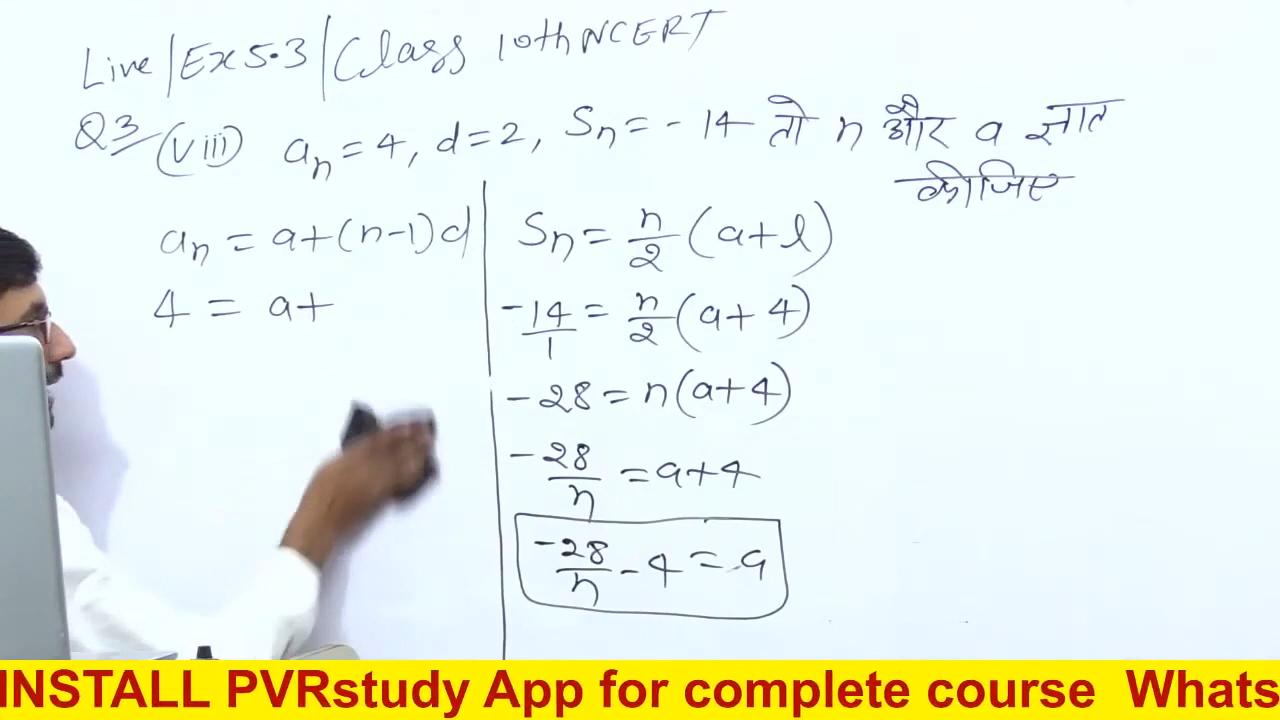 Live | Ex 5.3 | Class 10th NCERT
Q3 (viii) aₙ = 4, d = 2, Sₙ = - 14 तो n और a ज्ञात
कीजिए
aₙ = a + (n-1)d
4 = a +
Sₙ = n/2 (a + l)
-14/1 = n/2 (a + 4)
-28 = n(a + 4)
-28/n = a + 4
-28/n - 4 = a
INSTALL PVRstudy App for complete course Whats